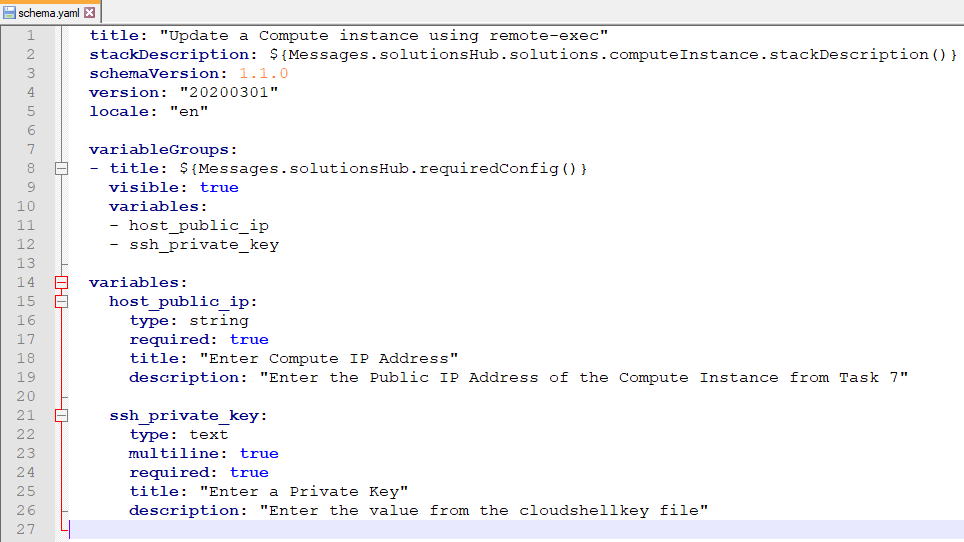 schema.yaml
1 title: "Update a Compute instance using remote-exec"
2 stackDescription: ${Messages.solutionsHub.solutions.computeInstance.stackDescription()}
3 schemaVersion: 1.1.0
4 version: "20200301"
5 locale: "en"
6
7 variableGroups:
8 - title: ${Messages.solutionsHub.requiredConfig()}
9 visible: true
10 variables:
11 - host_public_ip
12 - ssh_private_key
13
14 variables:
15 host_public_ip:
16 type: string
17 required: true
18 title: "Enter Compute IP Address"
19 description: "Enter the Public IP Address of the Compute Instance from Task 7"
20
21 ssh_private_key:
22 type: text
23 multiline: true
24 required: true
25 title: "Enter a Private Key"
26 description: "Enter the value from the cloudshellkey file"
27